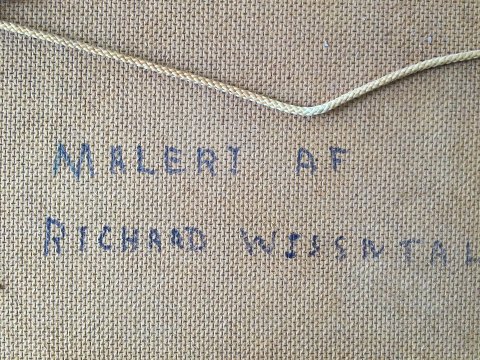 MALERI AF
RICHARD WISSNTAL